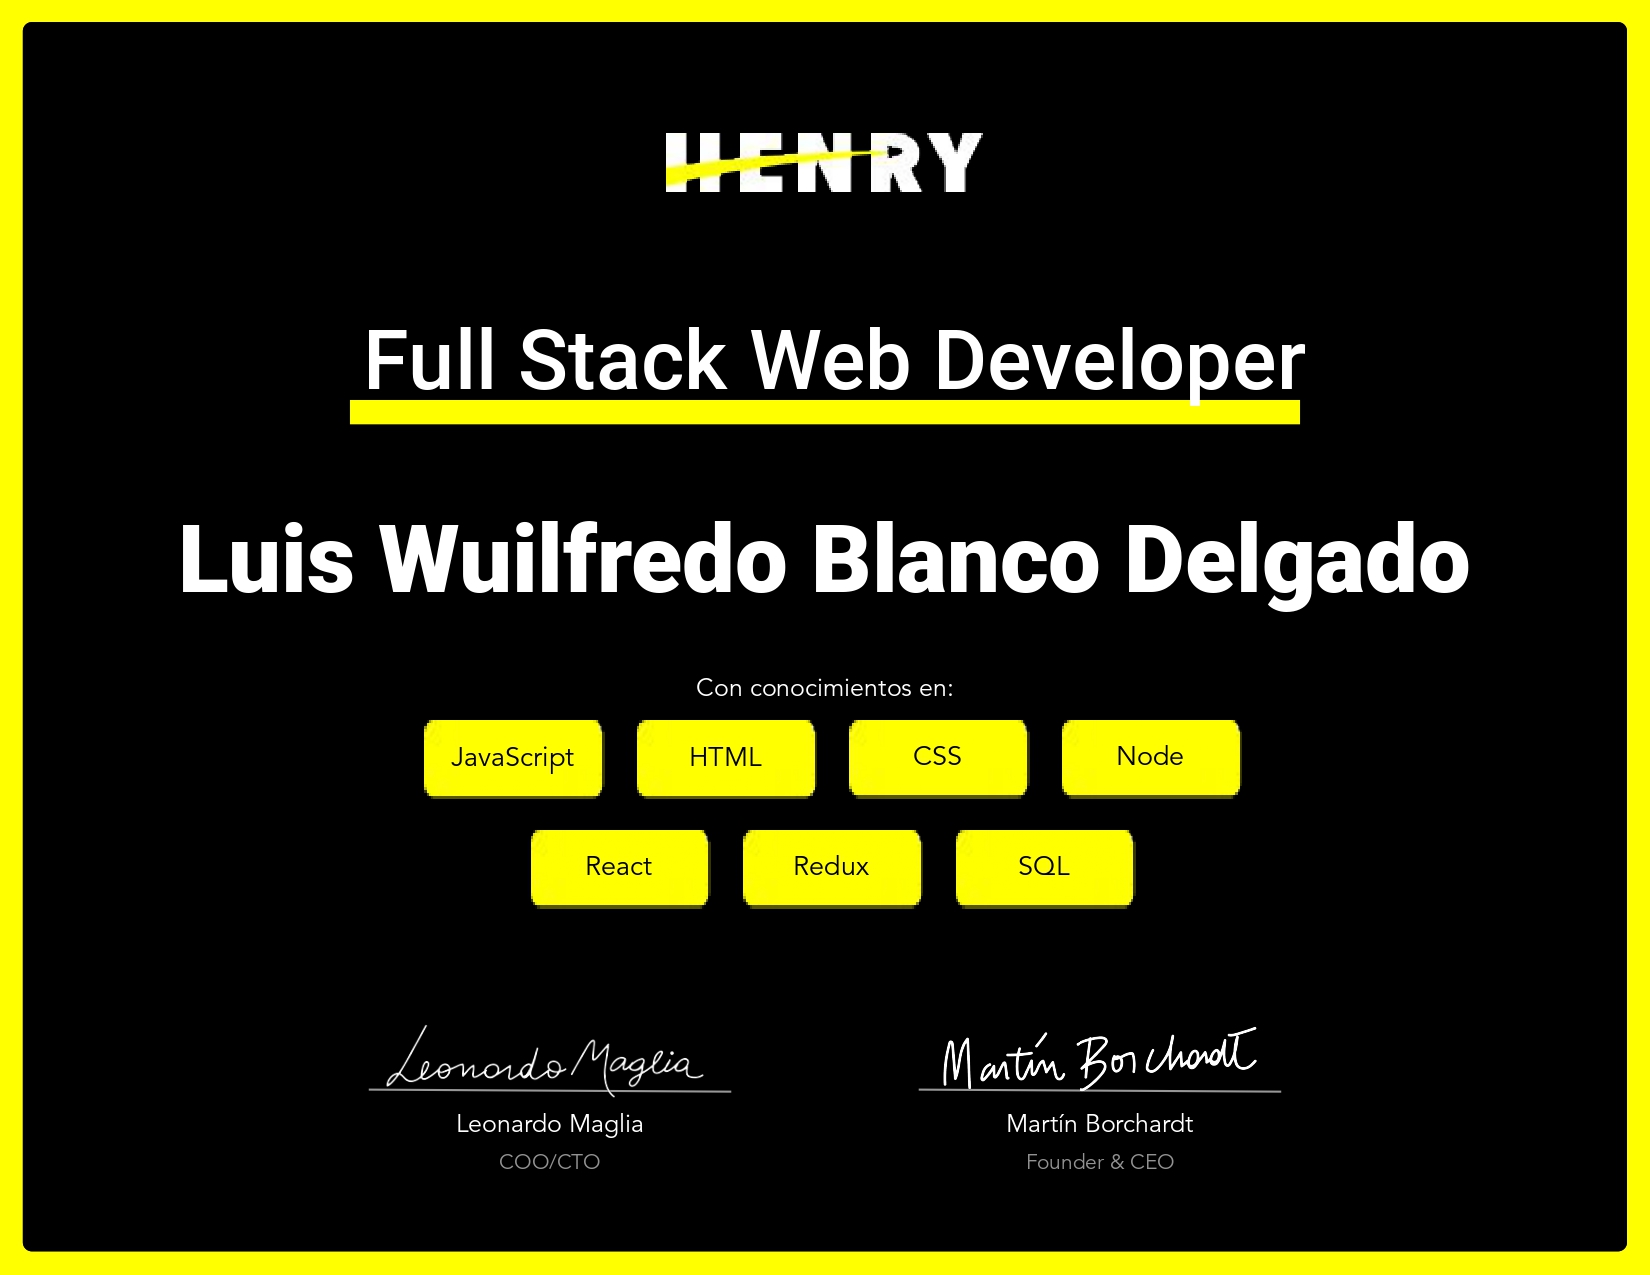 HENRY
Full Stack Web Developer
Luis Wuilfredo Blanco Delgado
Con conocimientos en:
JavaScript HTML CSS Node
React Redux SQL
Leonardo Maglia Martín Borchardt
Leonardo Maglia Martín Borchardt
COO/CTO Founder & CEO